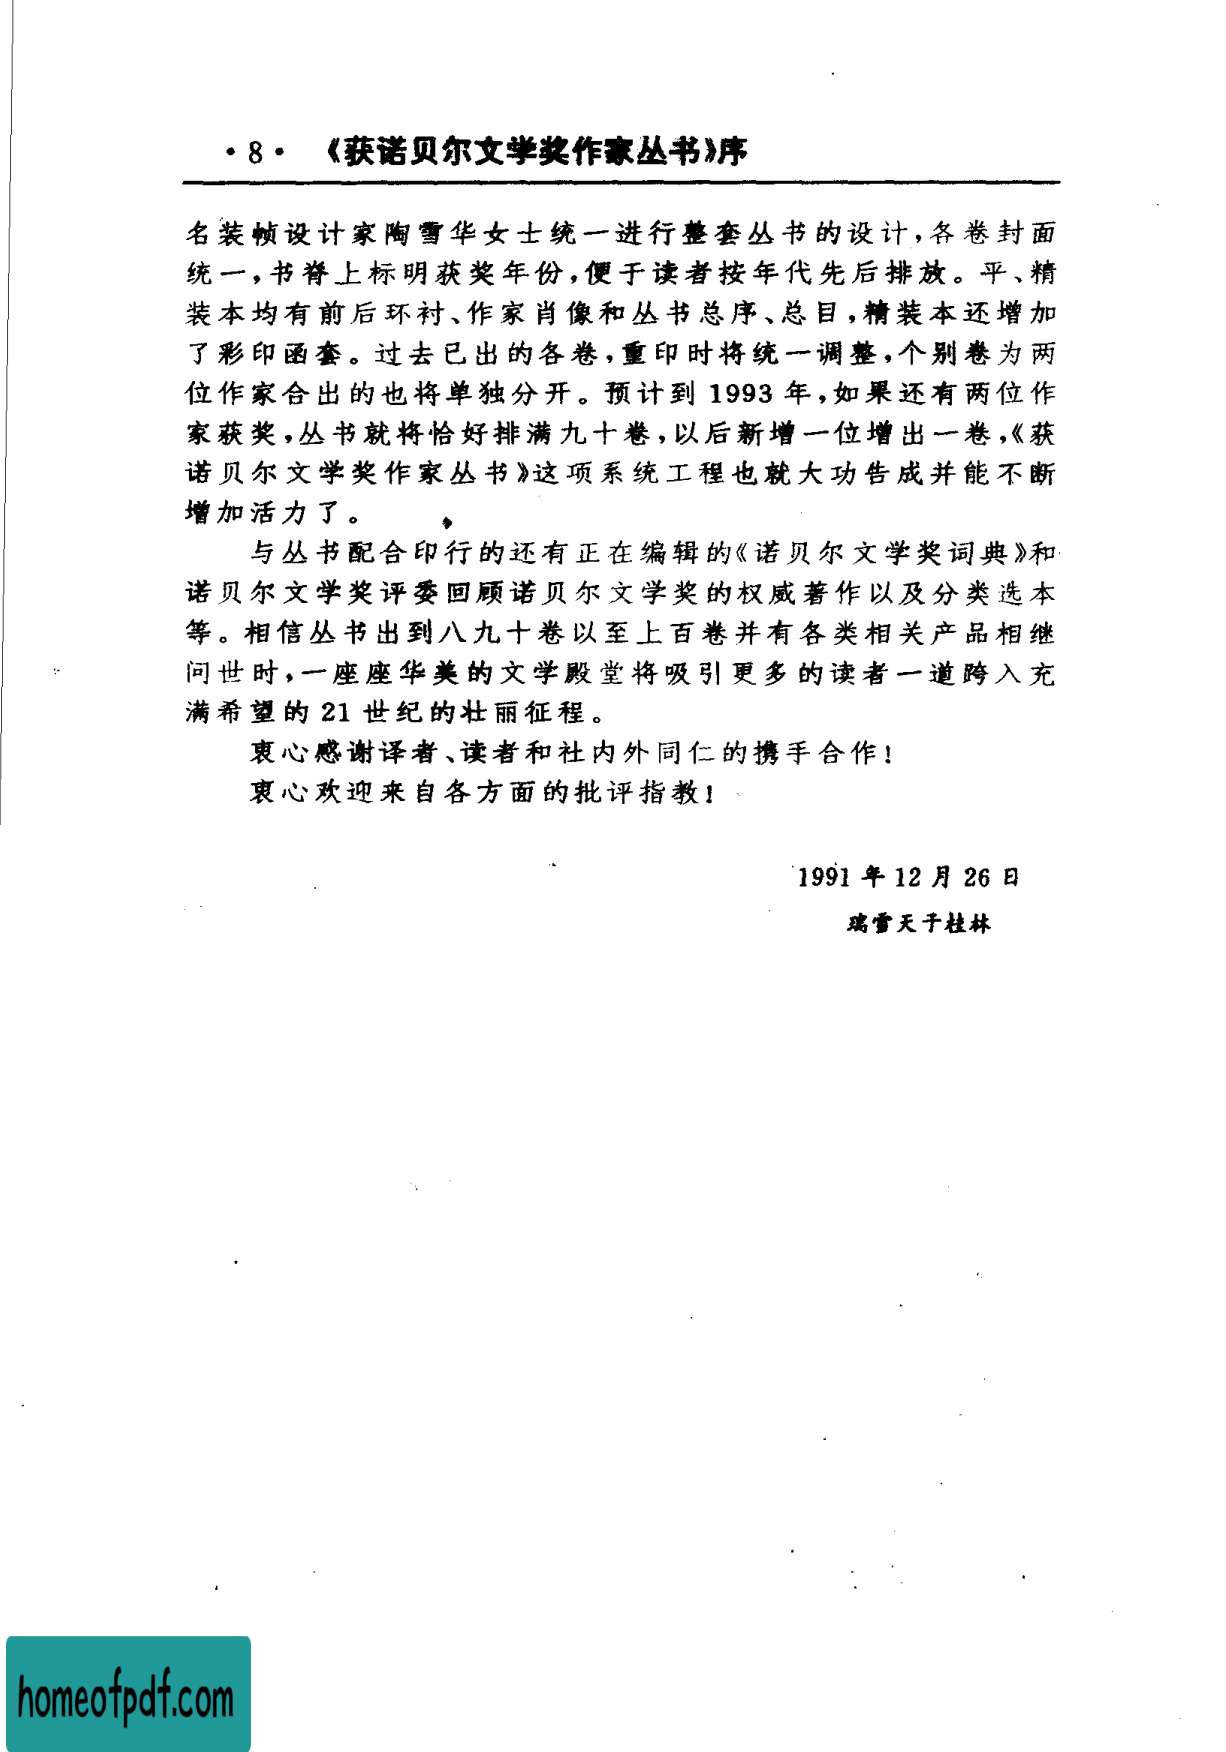 ·8· 《获诺贝尔文学奖作家丛书》序
名装帧设计家陶雪华女士统一进行整套丛书的设计,各卷封面
统一,书脊上标明获奖年份,便于读者按年代先后排放。平、精
装本均有前后环衬、作家肖像和丛书总序、总目,精装本还增加
了彩印函套。过去已出的各卷,重印时将统一调整,个别卷为两
位作家合出的也将单独分开。预计到 1993 年,如果还有两位作
家获奖,丛书就将恰好排满九十卷,以后新增一位增出一卷,《获
诺贝尔文学奖作家丛书》这项系统工程也就大功告成并能不断
增加活力了。
与丛书配合印行的还有正在编辑的《诺贝尔文学奖词典》和
诺贝尔文学奖评委回顾诺贝尔文学奖的权威著作以及分类选本
等。相信丛书出到八九十卷以至上百卷并有各类相关产品相继
问世时,一座座华美的文学殿堂将吸引更多的读者一道跨入充
满希望的 21 世纪的壮丽征程。
衷心感谢译者、读者和社内外同仁的携手合作!
衷心欢迎来自各方面的批评指教!
1991 年 12 月 26 日
瑞雪天于桂林
homeofpdf.com